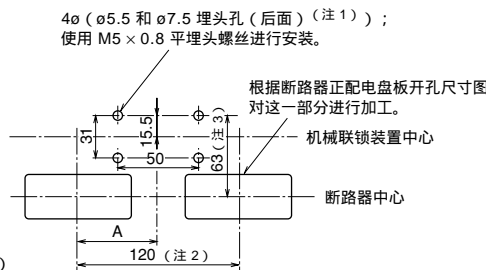 4ø（ø5.5 和 ø7.5 埋头孔（后面）（注1））；
使用 M5 × 0.8 平埋头螺丝进行安装。
根据断路器正配电盘板开孔尺寸图
对这一部分进行加工。
31
15.5
50
63（注3）
机械联锁装置中心
断路器中心
A
120（注2）
）